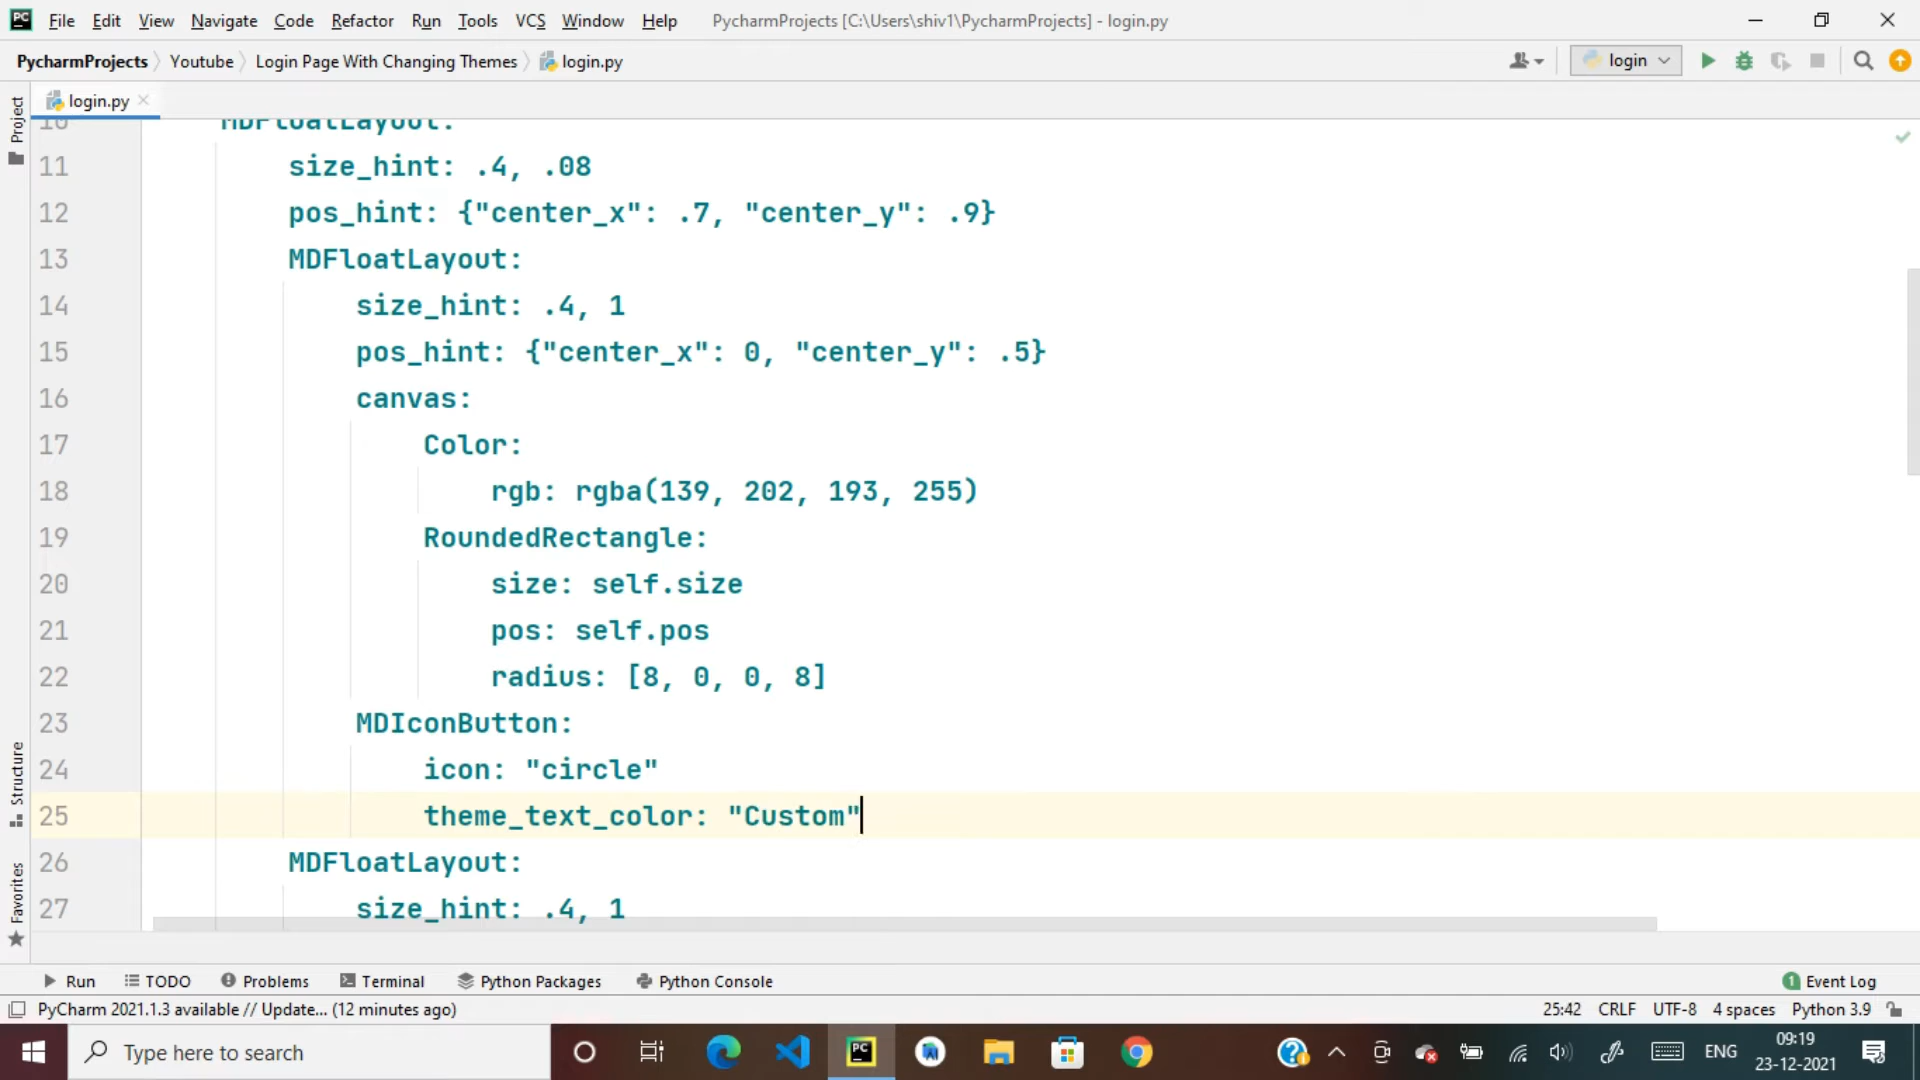 PC File Edit View Navigate Code Refactor Run Tools VCS Window Help PycharmProjects [C:\Users\shiv1\PycharmProjects] - login.py
PycharmProjects Youtube Login Page With Changing Themes login.py login
Project
login.py
10 MDFloatLayout:
11 size_hint: .4, .08
12 pos_hint: {"center_x": .7, "center_y": .9}
13 MDFloatLayout:
14 size_hint: .4, 1
15 pos_hint: {"center_x": 0, "center_y": .5}
16 canvas:
17 Color:
18 rgb: rgba(139, 202, 193, 255)
19 RoundedRectangle:
20 size: self.size
21 pos: self.pos
22 radius: [8, 0, 0, 8]
23 MDIconButton:
24 icon: "circle"
25 theme_text_color: "Custom"
26 MDFloatLayout:
27 size_hint: .4, 1
Structure
Favorites
Run TODO Problems Terminal Python Packages Python Console 1 Event Log
PyCharm 2021.1.3 available // Update... (12 minutes ago) 25:42 CRLF UTF-8 4 spaces Python 3.9
Type here to search PC ENG 09:19
23-12-2021